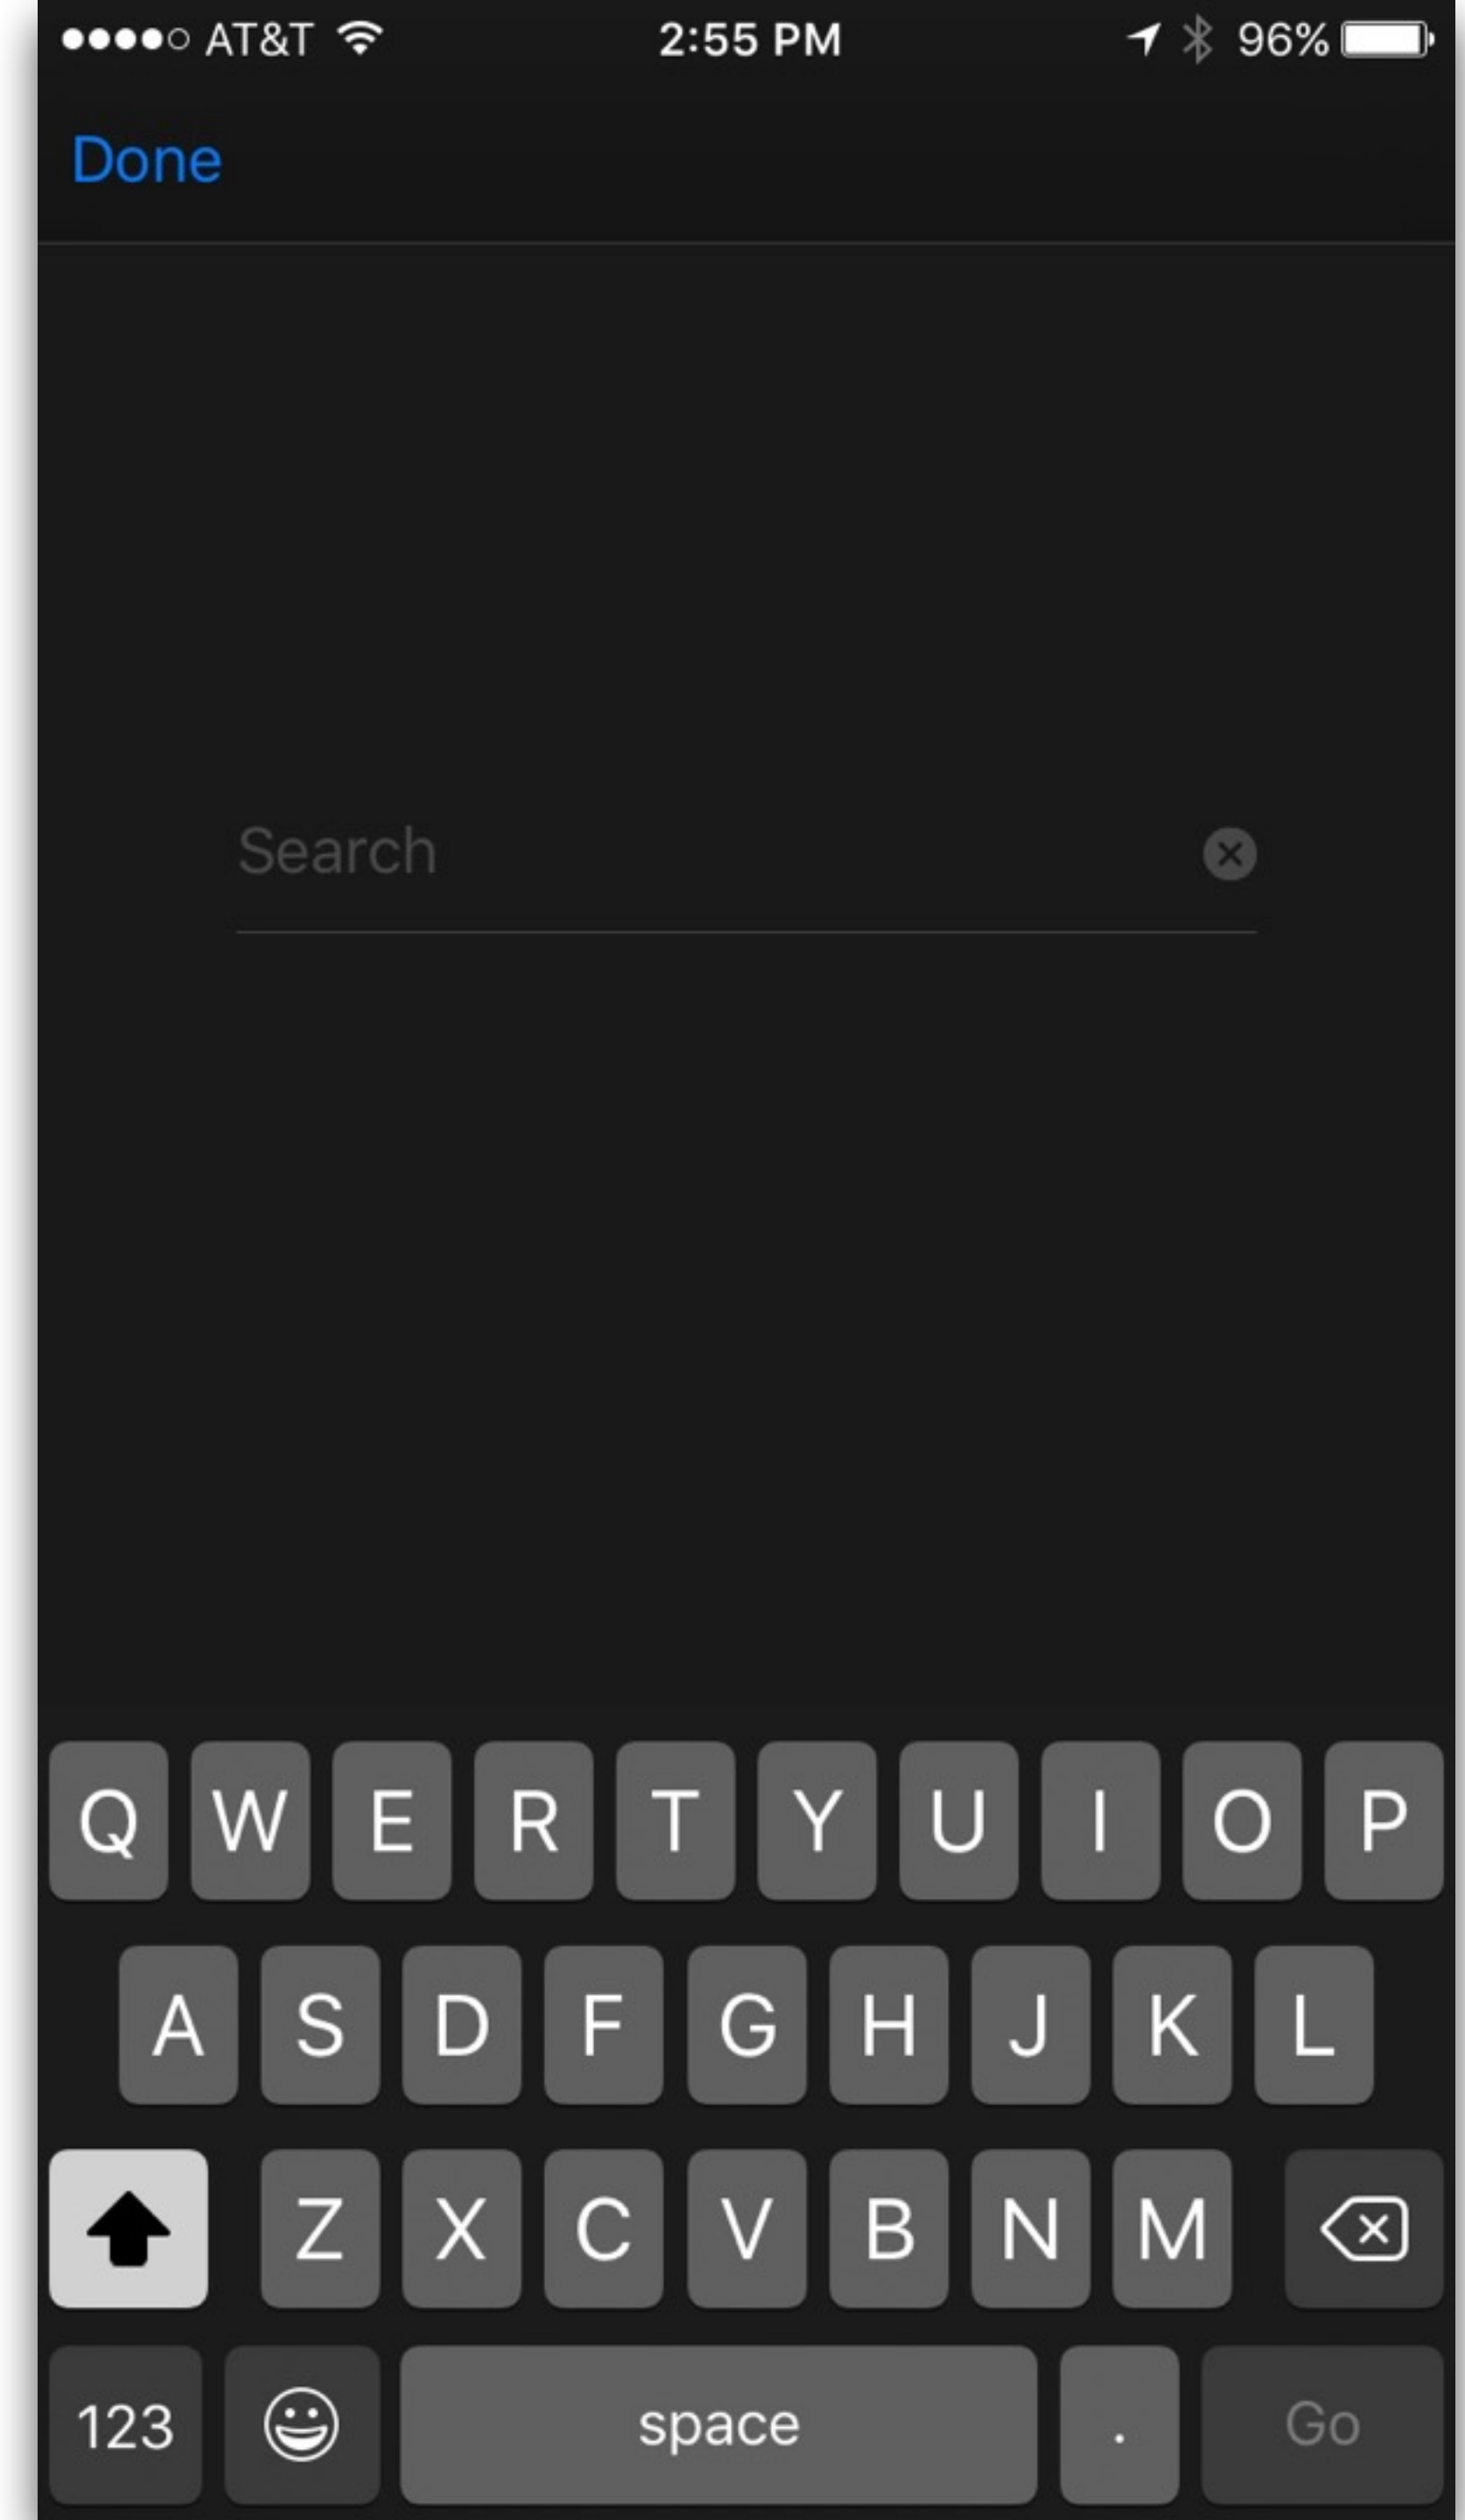 AT&T 2:55 PM 96%
Done
Search
Q W E R T Y U I O P
A S D F G H J K L
Z X C V B N M
123 space . Go